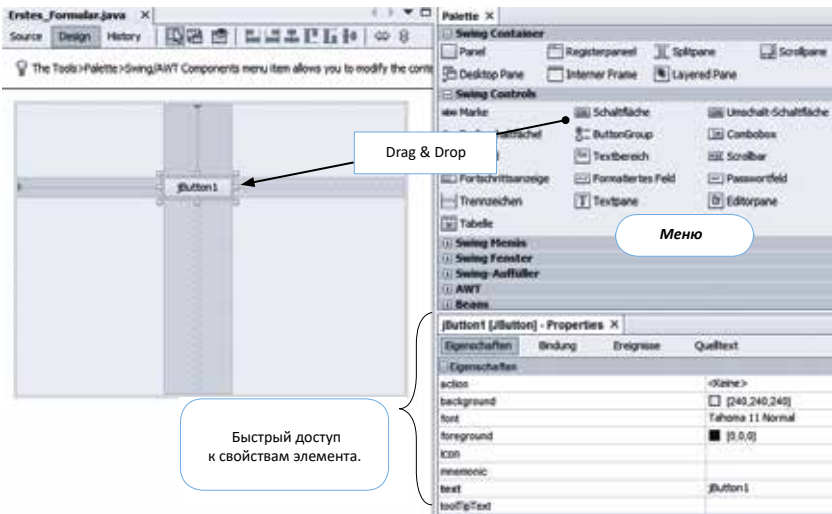 Erstes_Formular.java X
Source Design History
The Tools>Palette>Swing/AWT Components menu item allows you to modify the conte
jButton1
Drag & Drop
Palette X
Swing Container
Panel Registerpaneel Splitpane Scrollpane
Desktop Pane Interner Frame Layered Pane
Swing Controls
Marke Schaltfläche Umschalt-Schaltfläche
ButtonGroup Combobox
Textbereich Scrollbar
Fortschrittsanzeige Formatiertes Feld Passwortfeld
Trennzeichen Textpane Editorpane
Tabelle
Меню
Swing Menüs
Swing Fenster
Swing-Auffüller
AWT
Beans
jButton1 [JButton] - Properties X
Eigenschaften Bindung Ereignisse Quelltext
Eigenschaften
action <Keine>
background [240,240,240]
font Tahoma 11 Normal
foreground [0,0,0]
icon
mnemonic
text jButton1
toolTipText
Быстрый доступ
к свойствам элемента.